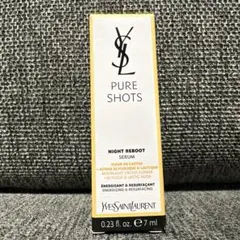 YSL
PURE
SHOTS
NIGHT REBOOT
SERUM
ÉNERGISANT & RESURFAÇANT
ENERGIZING & RESURFACING
YVESSAINTLAURENT
0.23 fl. oz. ℮ 7 ml